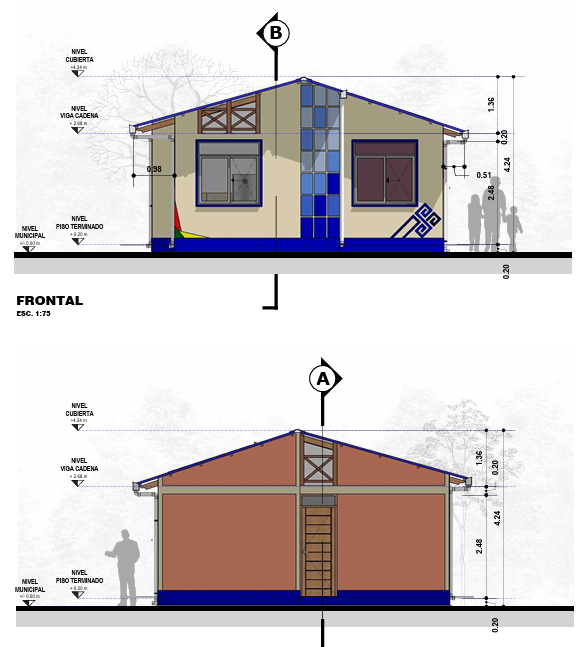 B
NIVEL
CUBIERTA
+4.24 m
NIVEL
VIGA CADENA
+ 2.68 m
1.36
0.20
4.24
0.98
0.51
2.48
NIVEL
PISO TERMINADO
+ 0.20 m
NIVEL
MUNICIPAL
+/- 0.00 m
0.20
FRONTAL
ESC. 1:75
A
NIVEL
CUBIERTA
+4.24 m
NIVEL
VIGA CADENA
+ 2.68 m
1.36
0.20
4.24
2.48
NIVEL
PISO TERMINADO
+ 0.20 m
NIVEL
MUNICIPAL
+/- 0.00 m
0.20